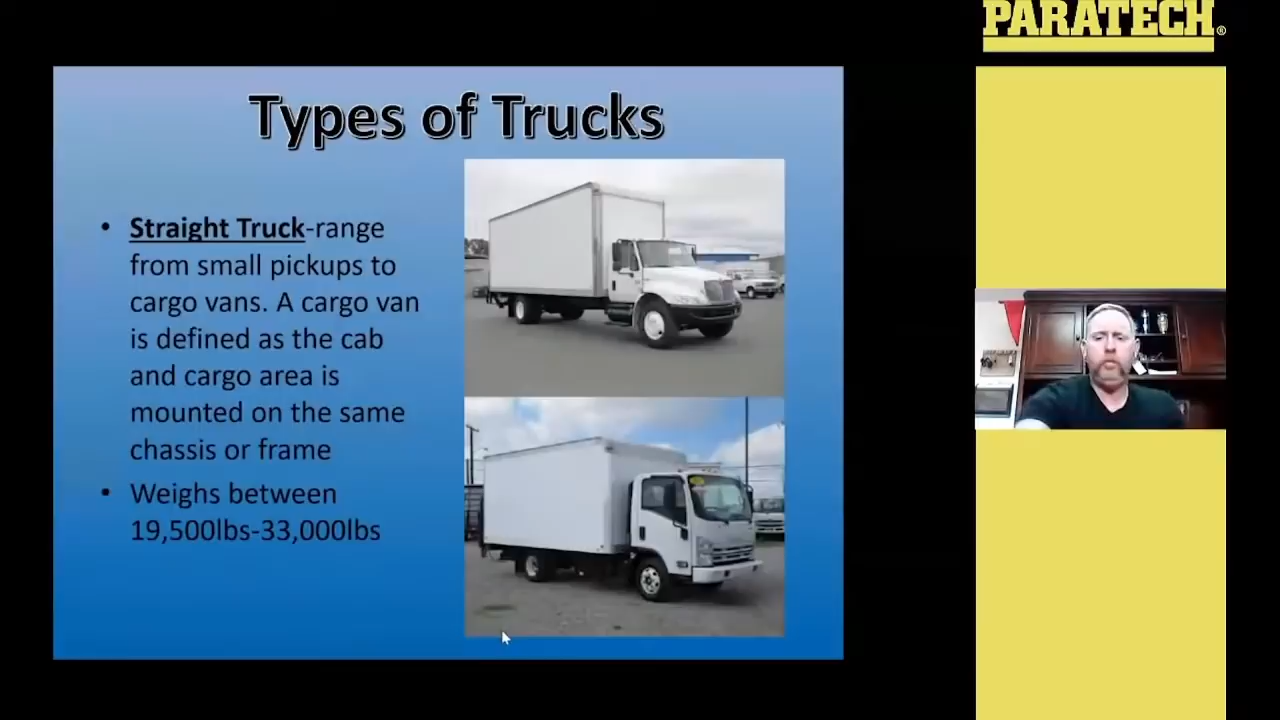 PARATECH®
Types of Trucks
• Straight Truck-range
from small pickups to
cargo vans. A cargo van
is defined as the cab
and cargo area is
mounted on the same
chassis or frame
• Weighs between
19,500lbs-33,000lbs